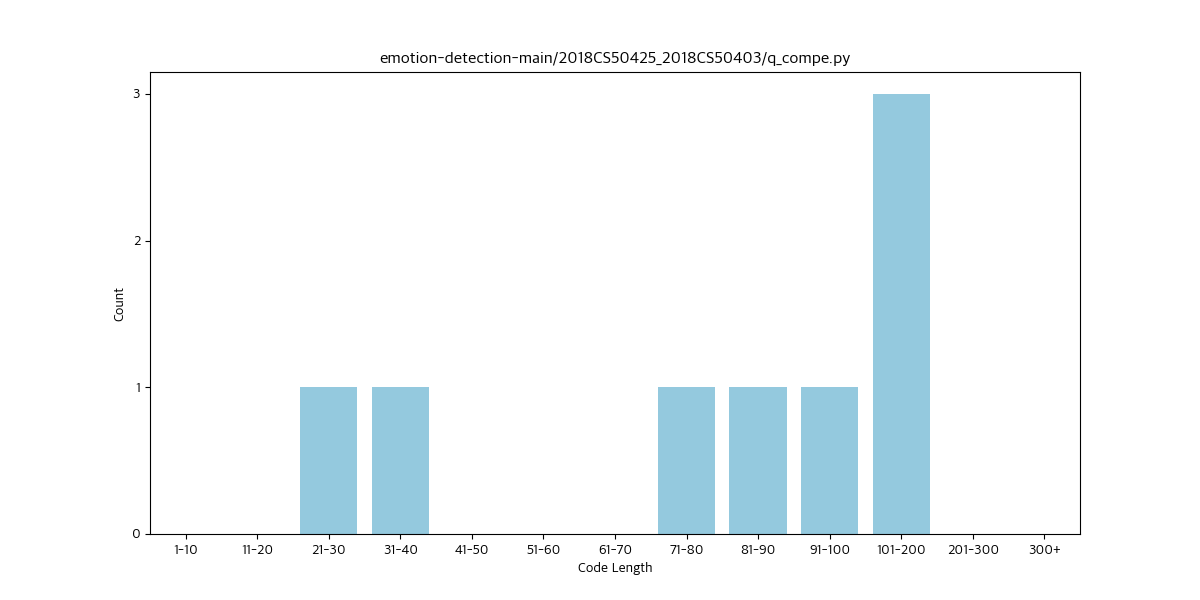 emotion-detection-main/2018CS50425_2018CS50403/q_compe.py
3
2
1
0
Count
1-10 11-20 21-30 31-40 41-50 51-60 61-70 71-80 81-90 91-100 101-200 201-300 300+
Code Length